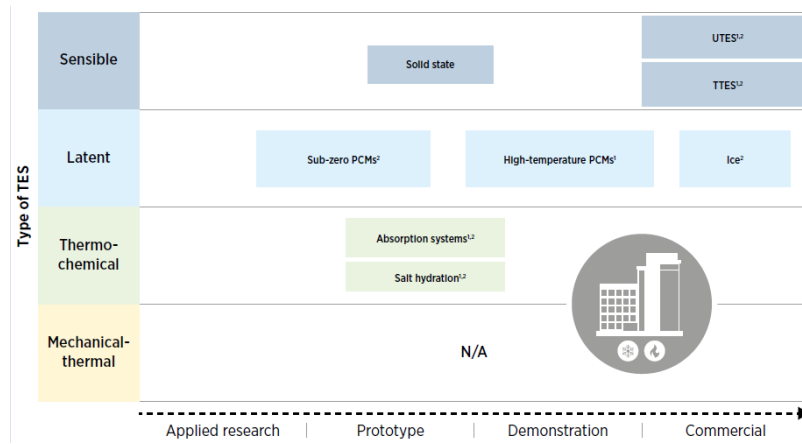 Type of TES
Sensible
Solid state
UTES¹,²
TTES¹,²
Latent
Sub-zero PCMs²
High-temperature PCMs¹
Ice²
Thermo-
chemical
Absorption systems¹,²
Salt hydration¹,²
Mechanical-
thermal
N/A
Applied research
Prototype
Demonstration
Commercial